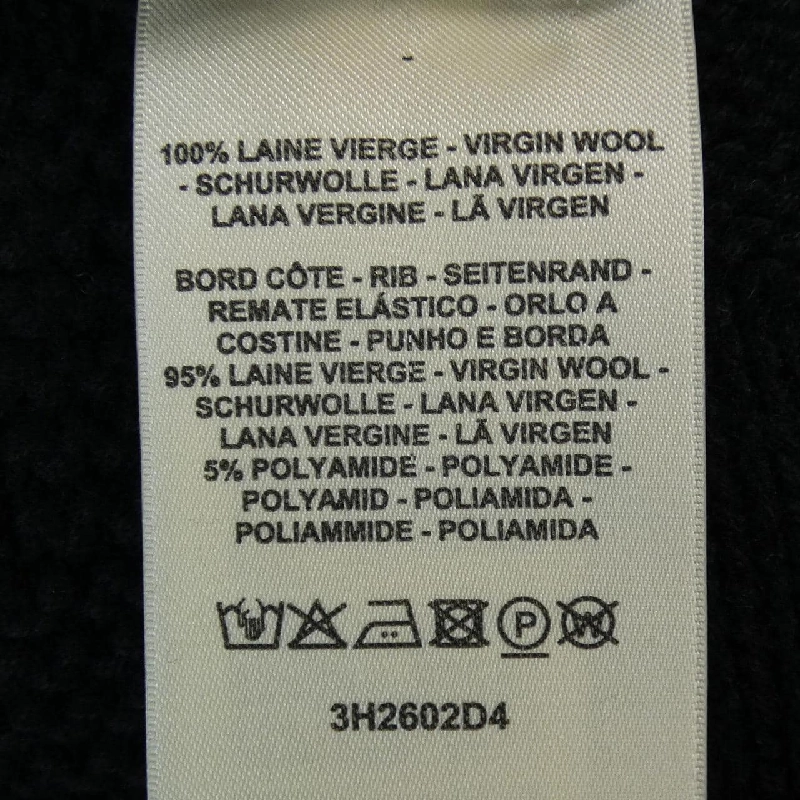 100% LAINE VIERGE - VIRGIN WOOL
- SCHURWOLLE - LANA VIRGEN -
LANA VERGINE - LÃ VIRGEN
BORD CÔTE - RIB - SEITENRAND -
REMATE ELÁSTICO - ORLO A
COSTINE - PUNHO E BORDA
95% LAINE VIERGE - VIRGIN WOOL -
SCHURWOLLE - LANA VIRGEN -
LANA VERGINE - LÃ VIRGEN
5% POLYAMIDE - POLYAMIDE -
POLYAMID - POLIAMIDA -
POLIAMMIDE - POLIAMIDA
P W
3H2602D4